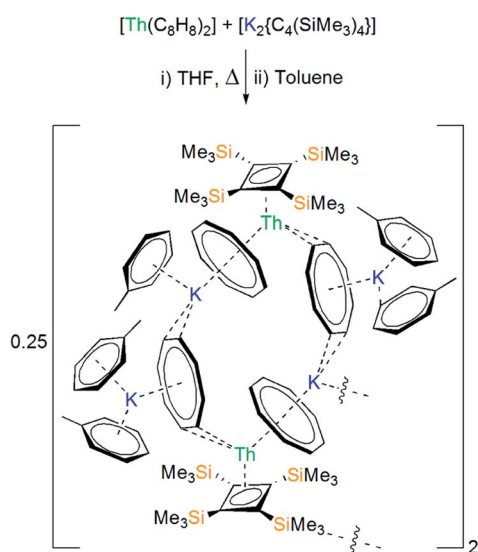 [Th(C₈H₈)₂] + [K₂{C₄(SiMe₃)₄}]
i) THF, Δ ii) Toluene
Me₃Si SiMe₃
Me₃Si SiMe₃
Th
K
K
0.25
K
K
Th
Me₃Si SiMe₃
Me₃Si SiMe₃
2